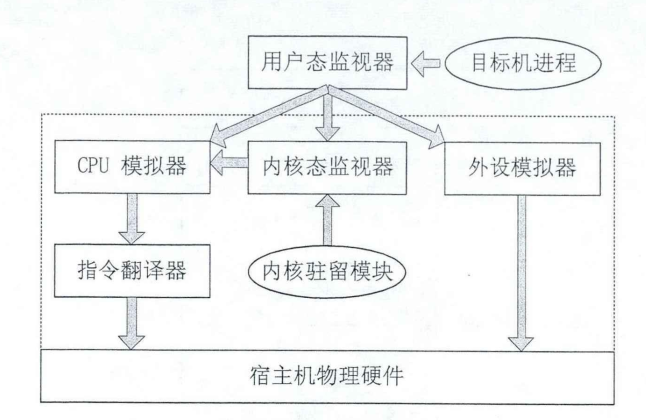 用户态监视器
目标机进程
CPU 模拟器
内核态监视器
外设模拟器
指令翻译器
内核驻留模块
宿主机物理硬件